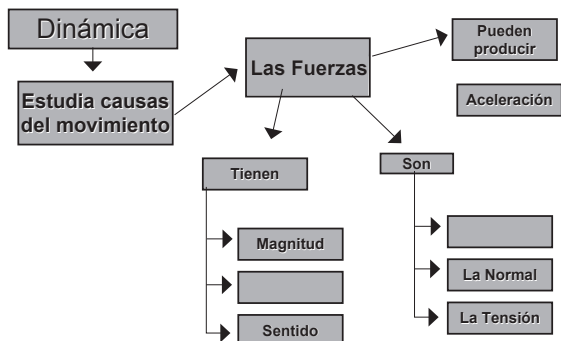 Dinámica
Estudia causas
del movimiento
Las Fuerzas
Pueden
producir
Aceleración
Tienen
Magnitud
Sentido
Son
La Normal
La Tensión